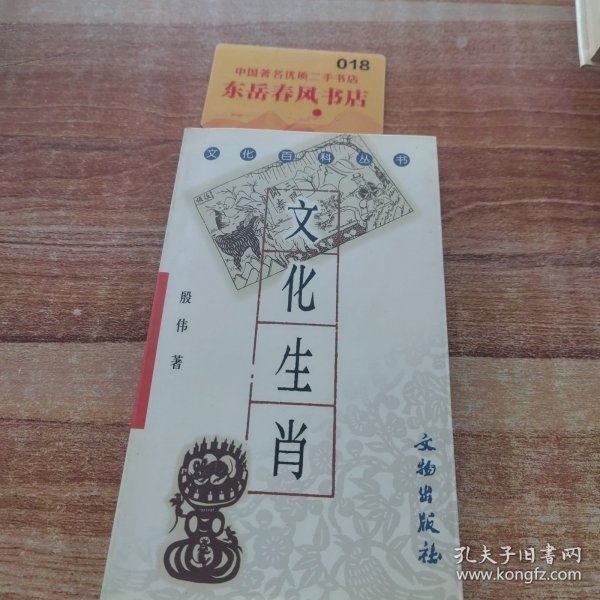 018
中国著名优质二手书店
东岳春风书店
文化百科丛书
文化生肖
殷伟著
文物出版社
孔夫子旧书网
www.kongfz.com